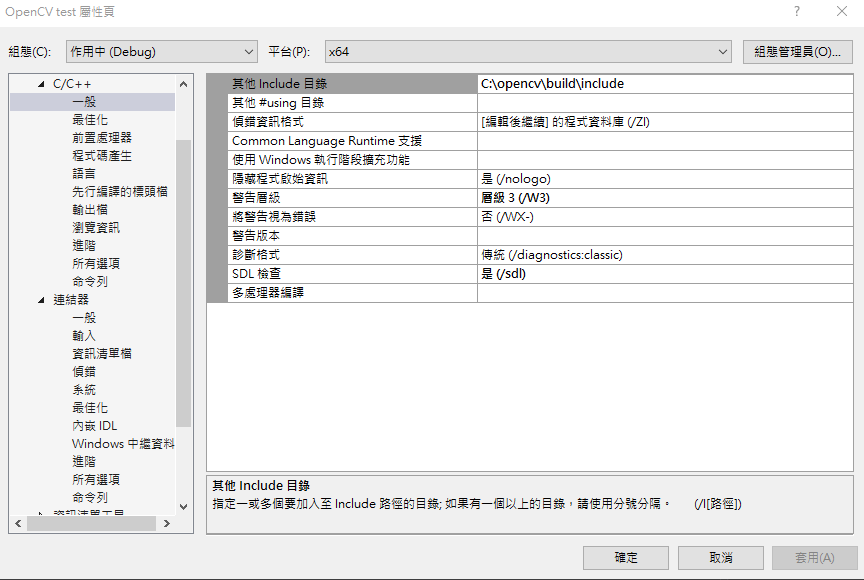 OpenCV test 屬性頁
組態(C): 作用中 (Debug) 平台(P): x64 組態管理員(O)...
C/C++
一般
最佳化
前置處理器
程式碼產生
語言
先行編譯的標頭檔
輸出檔
瀏覽資訊
進階
所有選項
命令列
連結器
一般
輸入
資訊清單檔
偵錯
系統
最佳化
內嵌 IDL
Windows 中繼資料
進階
所有選項
命令列
資訊清單工具
其他 Include 目錄 C:\opencv\build\include
其他 #using 目錄
偵錯資訊格式 [編輯後繼續] 的程式資料庫 (/ZI)
Common Language Runtime 支援
使用 Windows 執行階段擴充功能
隱藏程式啟始資訊 是 (/nologo)
警告層級 層級 3 (/W3)
將警告視為錯誤 否 (/WX-)
警告版本
診斷格式 傳統 (/diagnostics:classic)
SDL 檢查 是 (/sdl)
多處理器編譯
其他 Include 目錄
指定一或多個要加入至 Include 路徑的目錄; 如果有一個以上的目錄，請使用分號分隔。 (/I[路徑])
確定 取消 套用(A)